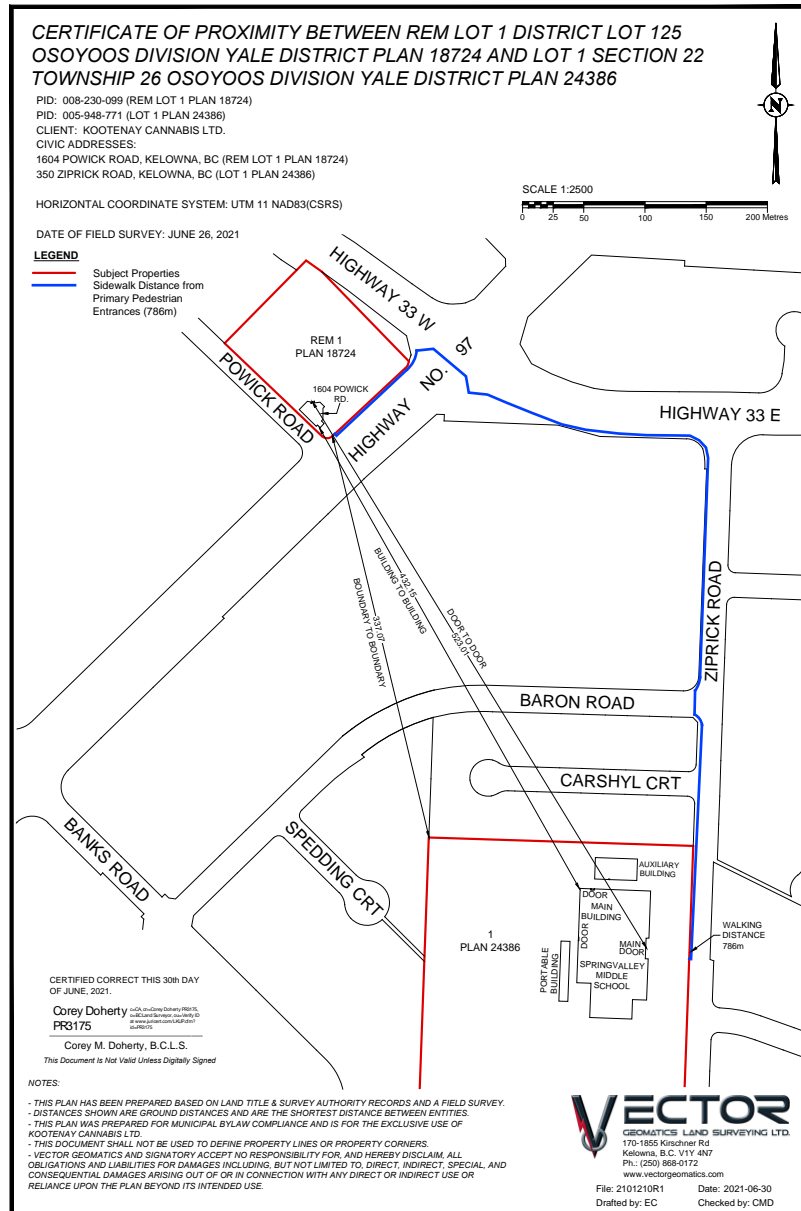 CERTIFICATE OF PROXIMITY BETWEEN REM LOT 1 DISTRICT LOT 125
OSOYOOS DIVISION YALE DISTRICT PLAN 18724 AND LOT 1 SECTION 22
TOWNSHIP 26 OSOYOOS DIVISION YALE DISTRICT PLAN 24386
PID: 008-230-099 (REM LOT 1 PLAN 18724)
PID: 005-948-771 (LOT 1 PLAN 24386)
CLIENT: KOOTENAY CANNABIS LTD.
CIVIC ADDRESSES:
1604 POWICK ROAD, KELOWNA, BC (REM LOT 1 PLAN 18724)
350 ZIPRICK ROAD, KELOWNA, BC (LOT 1 PLAN 24386)
N
SCALE 1:2500
0 25 50 100 150 200 Metres
HORIZONTAL COORDINATE SYSTEM: UTM 11 NAD83(CSRS)
DATE OF FIELD SURVEY: JUNE 26, 2021
LEGEND
Subject Properties
Sidewalk Distance from
Primary Pedestrian
Entrances (786m)
HIGHWAY 33 W
REM 1
PLAN 18724
HIGHWAY NO. 97
POWICK ROAD
1604 POWICK
RD.
HIGHWAY 33 E
432.15
BUILDING TO BUILDING
337.07
BOUNDARY TO BOUNDARY
DOOR TO DOOR
523.01
ZIPRICK ROAD
BARON ROAD
CARSHYL CRT
BANKS ROAD
SPEDDING CRT
AUXILIARY
BUILDING
DOOR
MAIN
BUILDING
DOOR
MAIN
DOOR
1
PLAN 24386
PORTABLE
BUILDING
SPRINGVALLEY
MIDDLE
SCHOOL
WALKING
DISTANCE
786m
CERTIFIED CORRECT THIS 30th DAY
OF JUNE, 2021.
Corey Doherty
PR3175
Corey M. Doherty, B.C.L.S.
This Document Is Not Valid Unless Digitally Signed
NOTES:
- THIS PLAN HAS BEEN PREPARED BASED ON LAND TITLE & SURVEY AUTHORITY RECORDS AND A FIELD SURVEY.
- DISTANCES SHOWN ARE GROUND DISTANCES AND ARE THE SHORTEST DISTANCE BETWEEN ENTITIES.
- THIS PLAN WAS PREPARED FOR MUNICIPAL BYLAW COMPLIANCE AND IS FOR THE EXCLUSIVE USE OF
KOOTENAY CANNABIS LTD.
- THIS DOCUMENT SHALL NOT BE USED TO DEFINE PROPERTY LINES OR PROPERTY CORNERS.
- VECTOR GEOMATICS AND SIGNATORY ACCEPT NO RESPONSIBILITY FOR, AND HEREBY DISCLAIM, ALL
OBLIGATIONS AND LIABILITIES FOR DAMAGES INCLUDING, BUT NOT LIMITED TO, DIRECT, INDIRECT, SPECIAL, AND
CONSEQUENTIAL DAMAGES ARISING OUT OF OR IN CONNECTION WITH ANY DIRECT OR INDIRECT USE OR
RELIANCE UPON THE PLAN BEYOND ITS INTENDED USE.
VECTOR
GEOMATICS LAND SURVEYING LTD.
170-1855 Kirschner Rd
Kelowna, B.C. V1Y 4N7
Ph.: (250) 868-0172
www.vectorgeomatics.com
File: 2101210R1 Date: 2021-06-30
Drafted by: EC Checked by: CMD